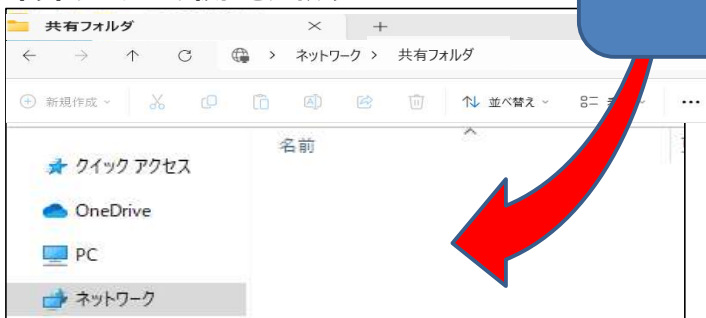 共有フォルダ
ネットワーク > 共有フォルダ
新規作成
並べ替え
名前
クイック アクセス
OneDrive
PC
ネットワーク